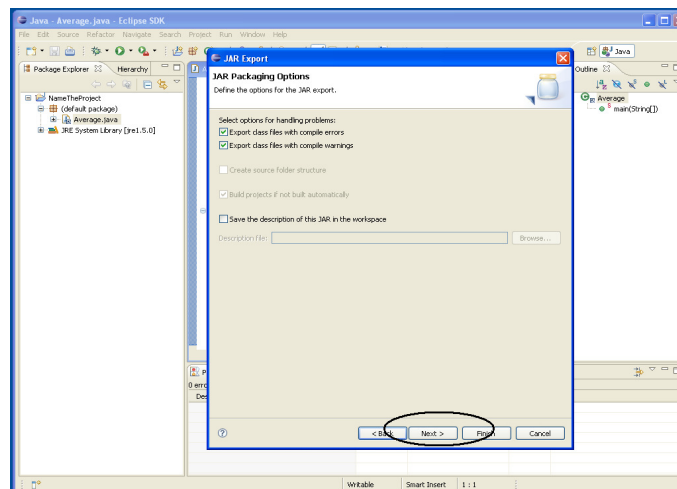 Java - Average.java - Eclipse SDK
File Edit Source Refactor Navigate Search Project Run Window Help
Java
Package Explorer Hierarchy
NameTheProject
(default package)
Average.java
JRE System Library [jre1.5.0]
JAR Export
JAR Packaging Options
Define the options for the JAR export.
Select options for handling problems:
Export class files with compile errors
Export class files with compile warnings
Create source folder structure
Build projects if not built automatically
Save the description of this JAR in the workspace
Description file: Browse...
< Back Next > Finish Cancel
Outline
Average
main(String[])
P
0 erro
Des
Writable Smart Insert 1 : 1